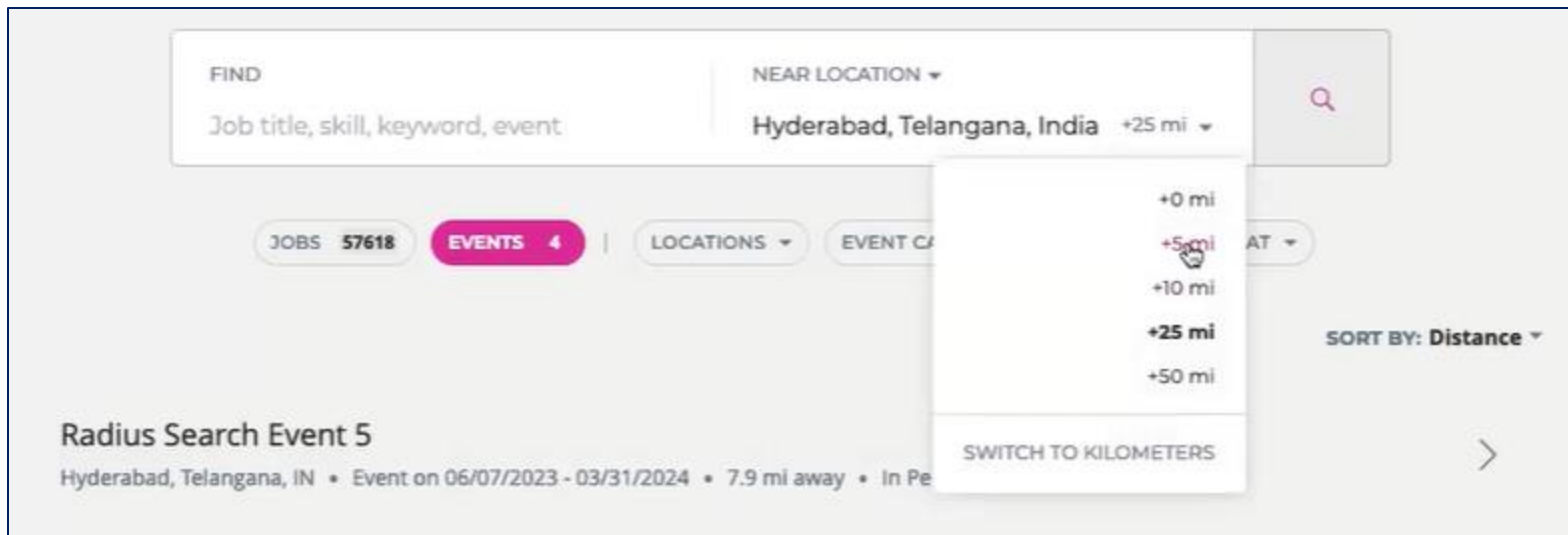 FIND
NEAR LOCATION
Job title, skill, keyword, event
Hyderabad, Telangana, India +25 mi
+0 mi
JOBS 57618 EVENTS 4 | LOCATIONS EVENT CA +5 mi AT
+10 mi
+25 mi
SORT BY: Distance
+50 mi
Radius Search Event 5
SWITCH TO KILOMETERS
Hyderabad, Telangana, IN • Event on 06/07/2023 - 03/31/2024 • 7.9 mi away • In Pe